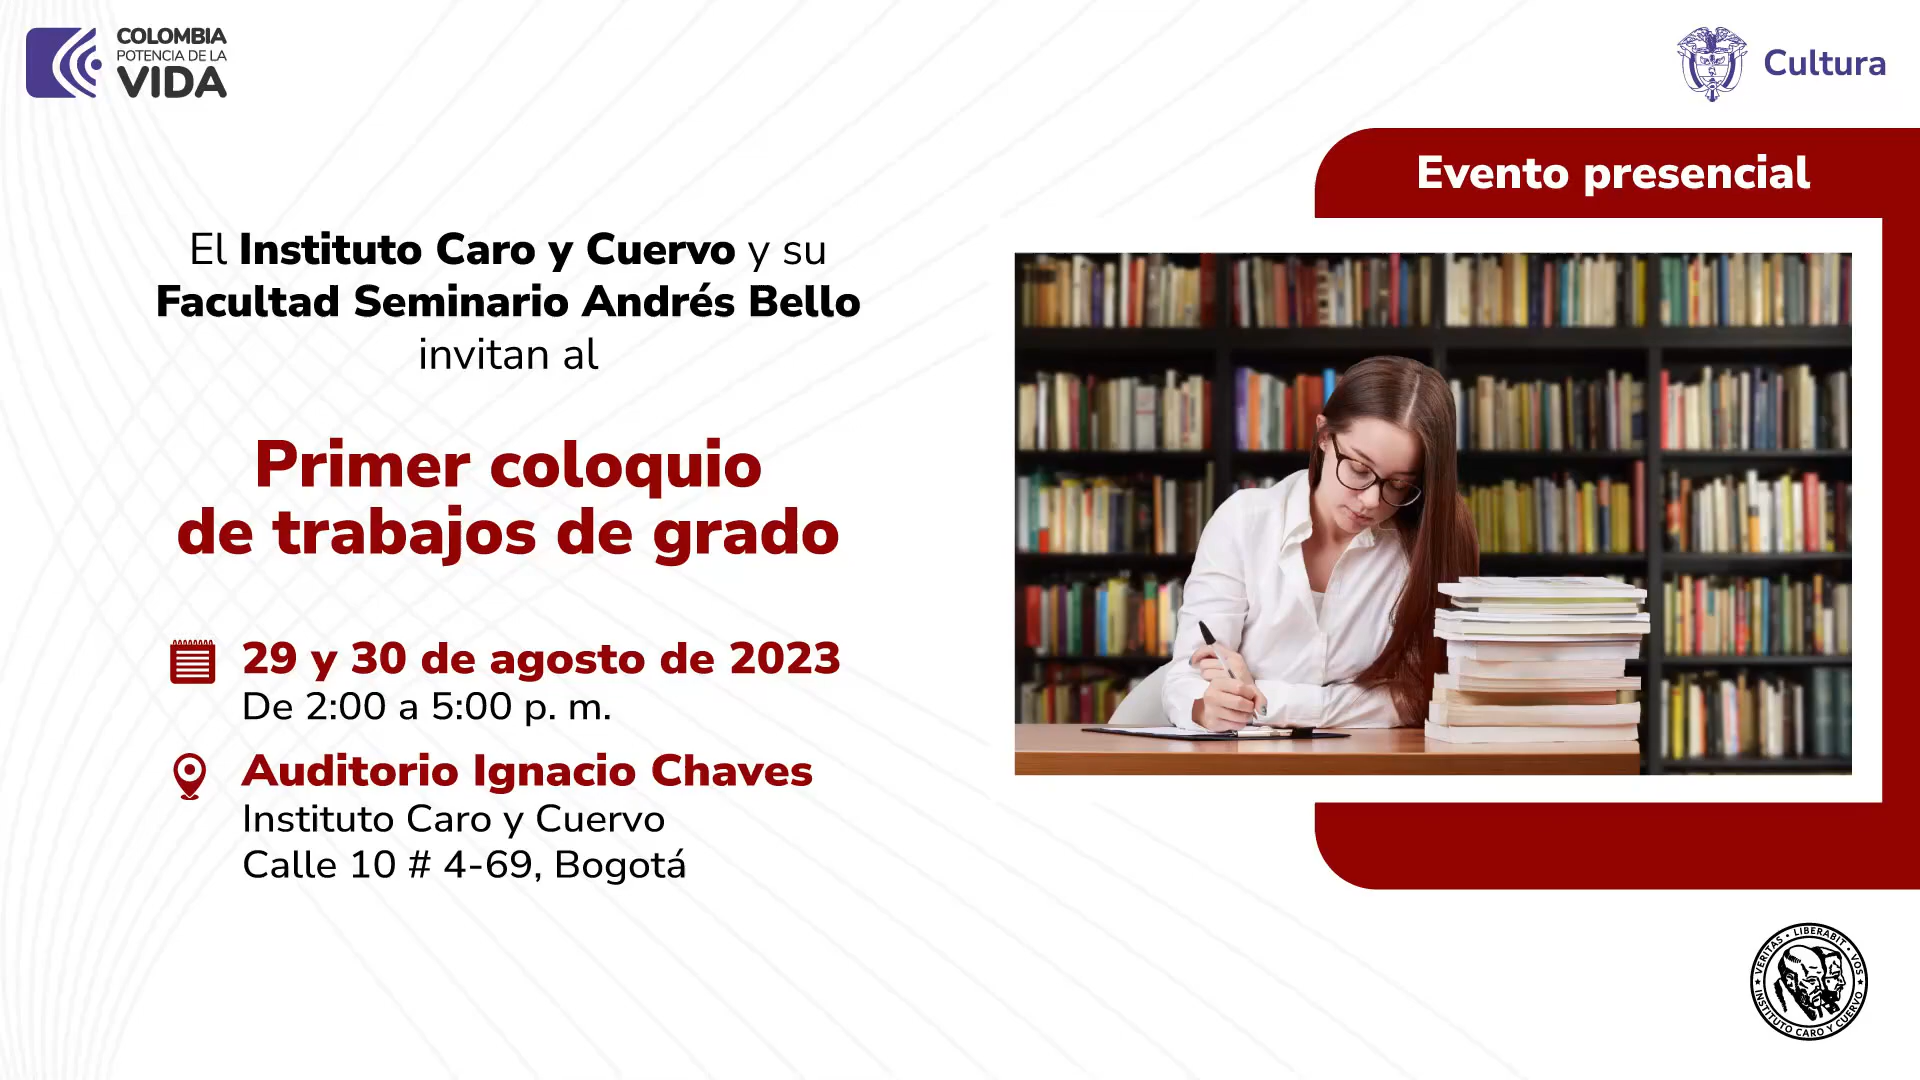 COLOMBIA
POTENCIA DE LA
VIDA
Cultura
Evento presencial
El Instituto Caro y Cuervo y su
Facultad Seminario Andrés Bello
invitan al
Primer coloquio
de trabajos de grado
29 y 30 de agosto de 2023
De 2:00 a 5:00 p. m.
Auditorio Ignacio Chaves
Instituto Caro y Cuervo
Calle 10 # 4-69, Bogotá
VERITAS • LIBERABIT • VOS
INSTITUTO CARO Y CUERVO